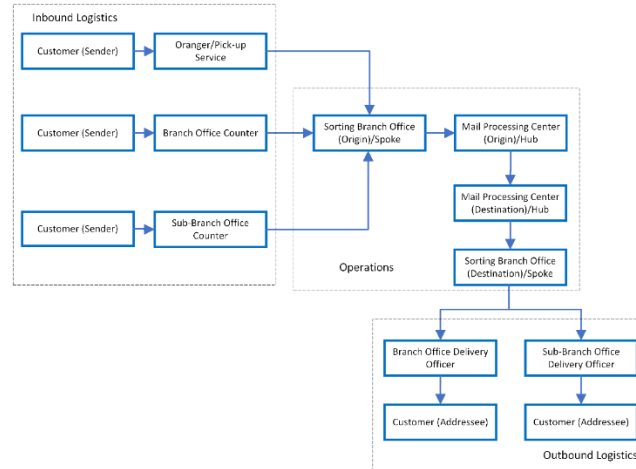 Inbound Logistics
Customer (Sender)
Oranger/Pick-up
Service
Customer (Sender)
Branch Office Counter
Sorting Branch Office
(Origin)/Spoke
Mail Processing Center
(Origin)/Hub
Mail Processing Center
(Destination)/Hub
Customer (Sender)
Sub-Branch Office
Counter
Sorting Branch Office
(Destination)/Spoke
Operations
Branch Office Delivery
Officer
Sub-Branch Office
Delivery Officer
Customer (Addressee)
Customer (Addressee)
Outbound Logistics